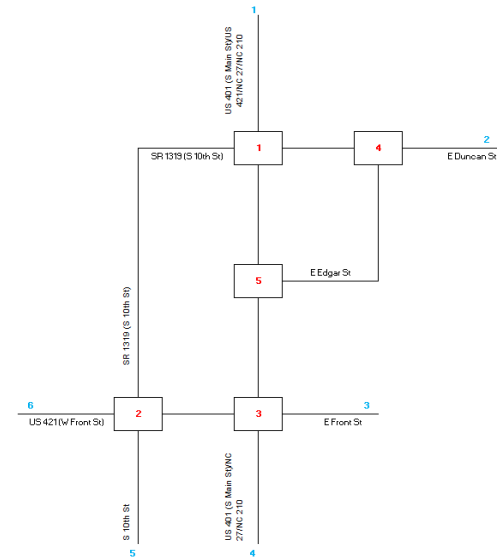 1
US 401 (S Main St)/US
421/NC 27/NC 210
1
4
2
SR 1319 (S 10th St)
E Duncan St
5
E Edgar St
SR 1319 (S 10th St)
6
2
3
3
US 421 (W Front St)
E Front St
S 10th St
US 401 (S Main St)/NC
27/NC 210
5
4